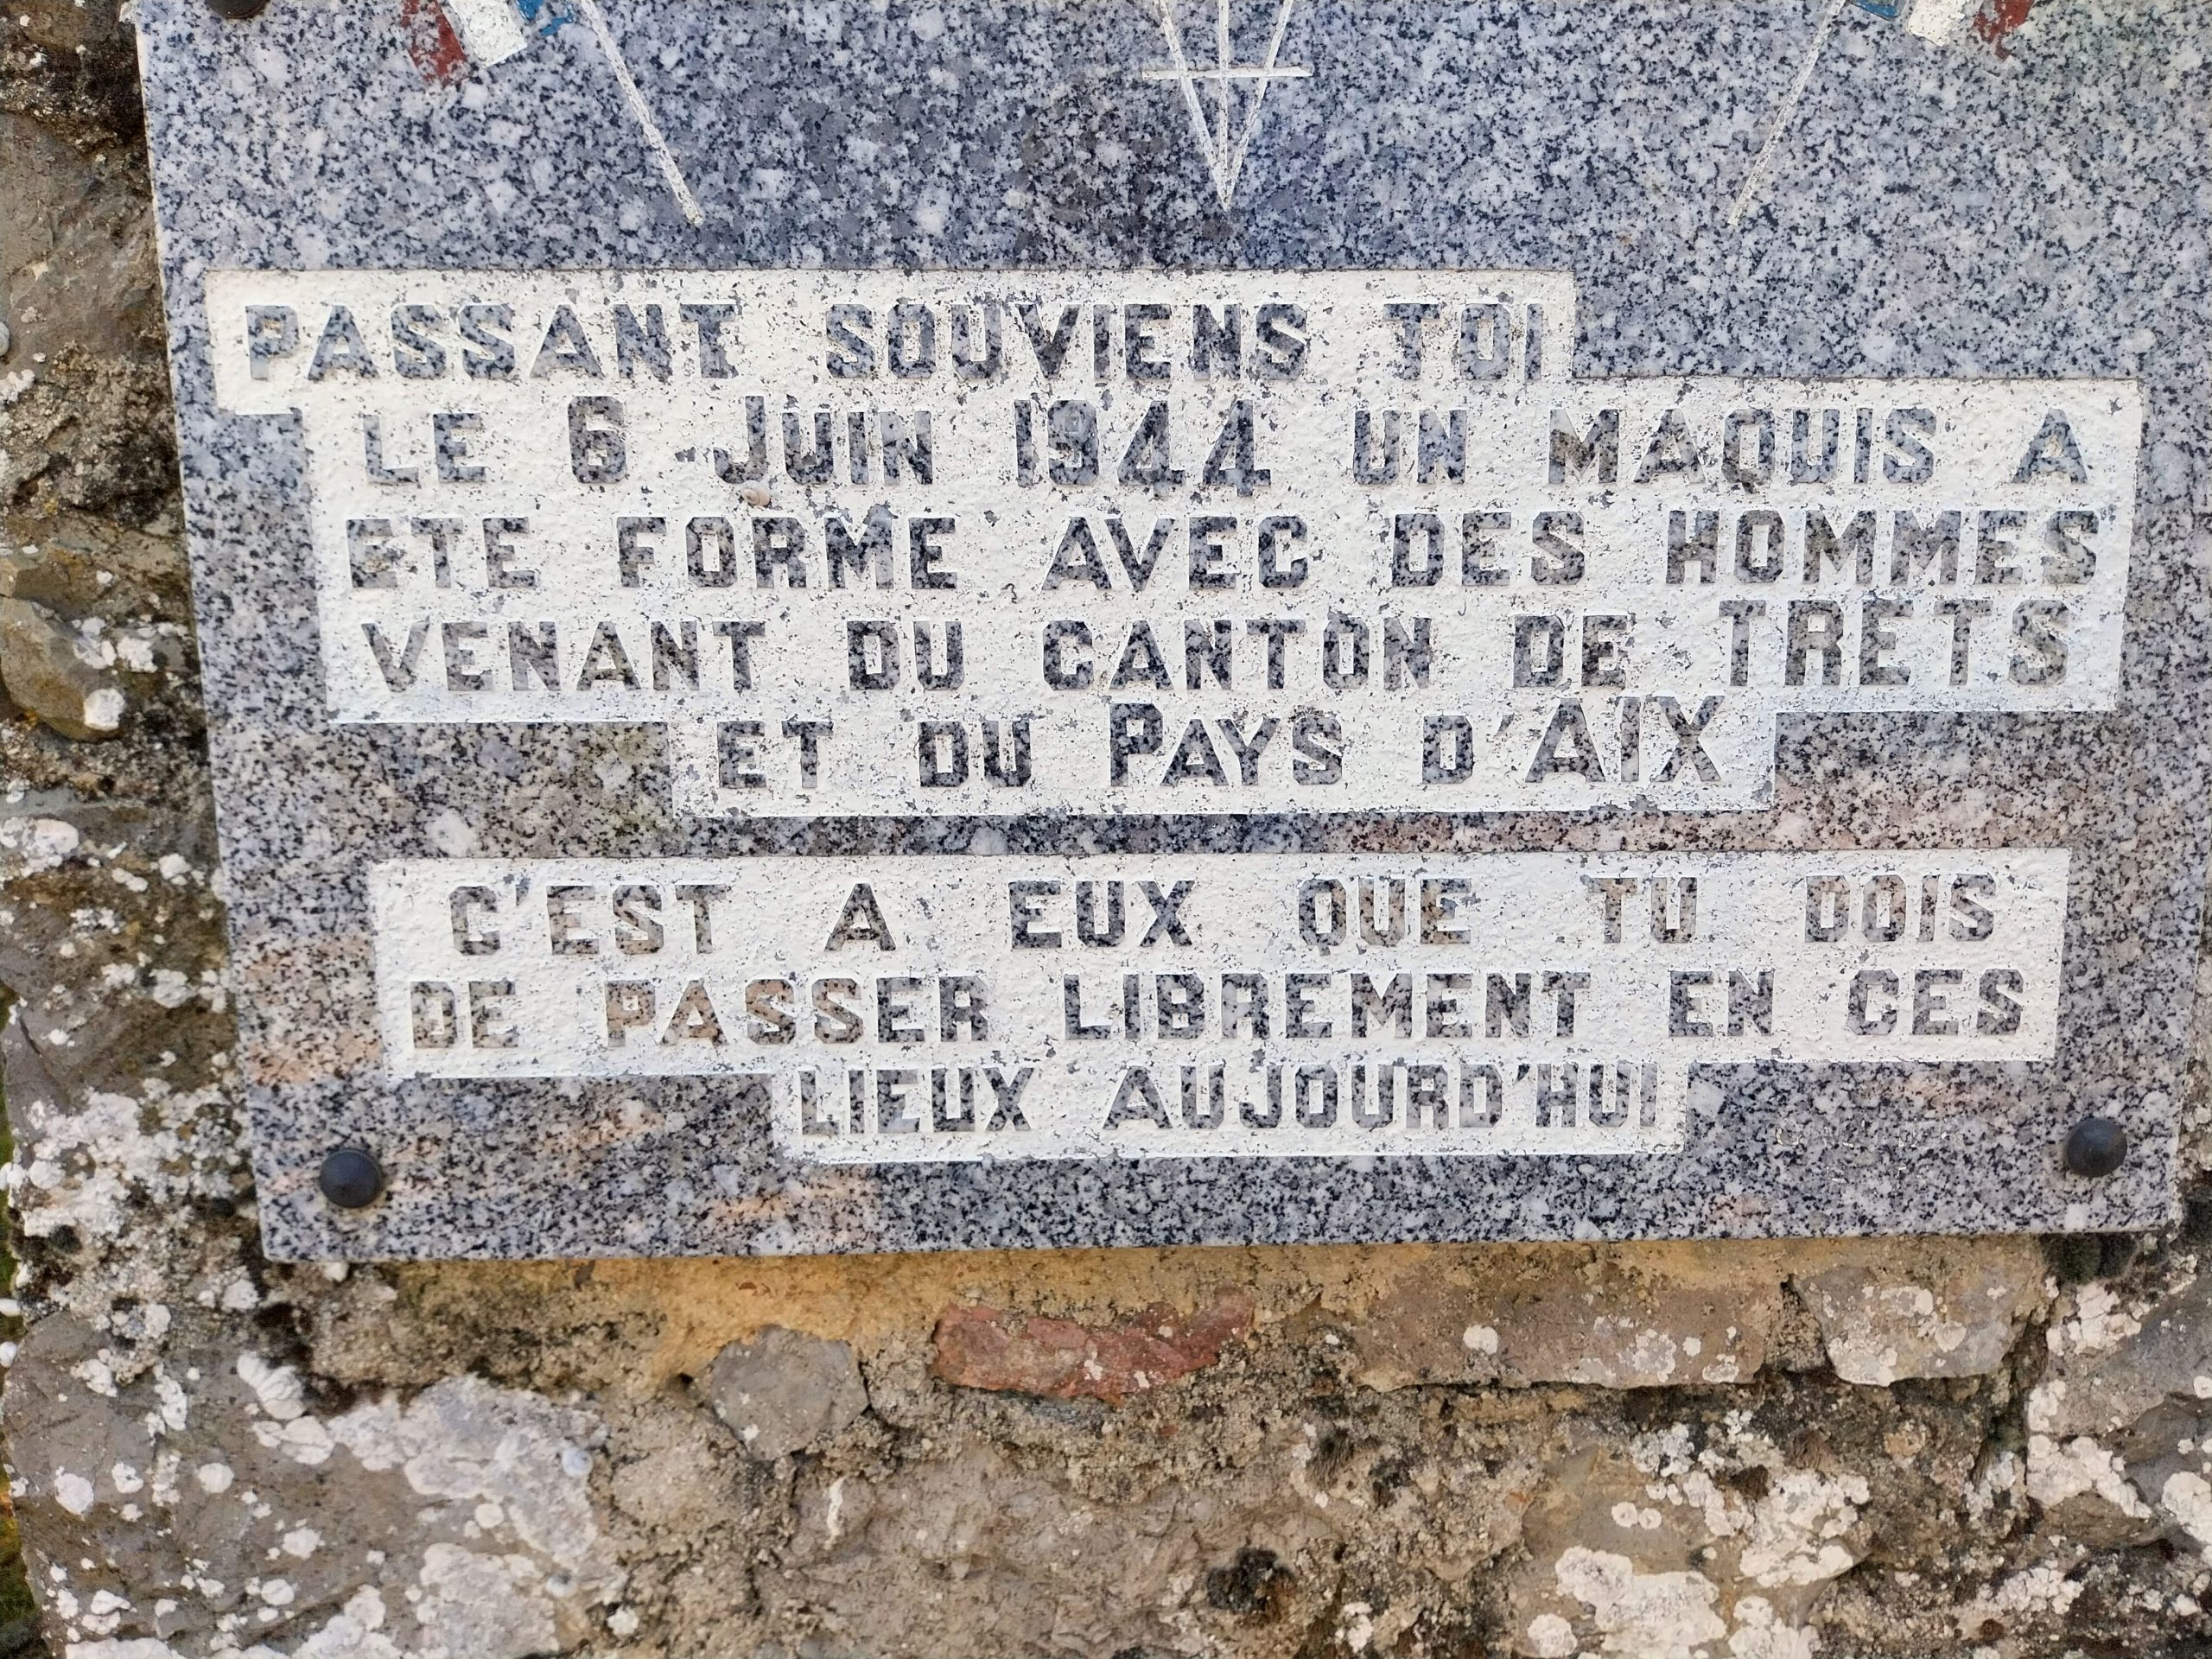 PASSANT SOUVIENS TOI
LE 6 JUIN 1944 UN MAQUIS A
ETE FORME AVEC DES HOMMES
VENANT DU CANTON DE TRETS
ET DU PAYS D'AIX
C'EST A EUX QUE TU DOIS
DE PASSER LIBREMENT EN CES
LIEUX AUJOURD'HUI